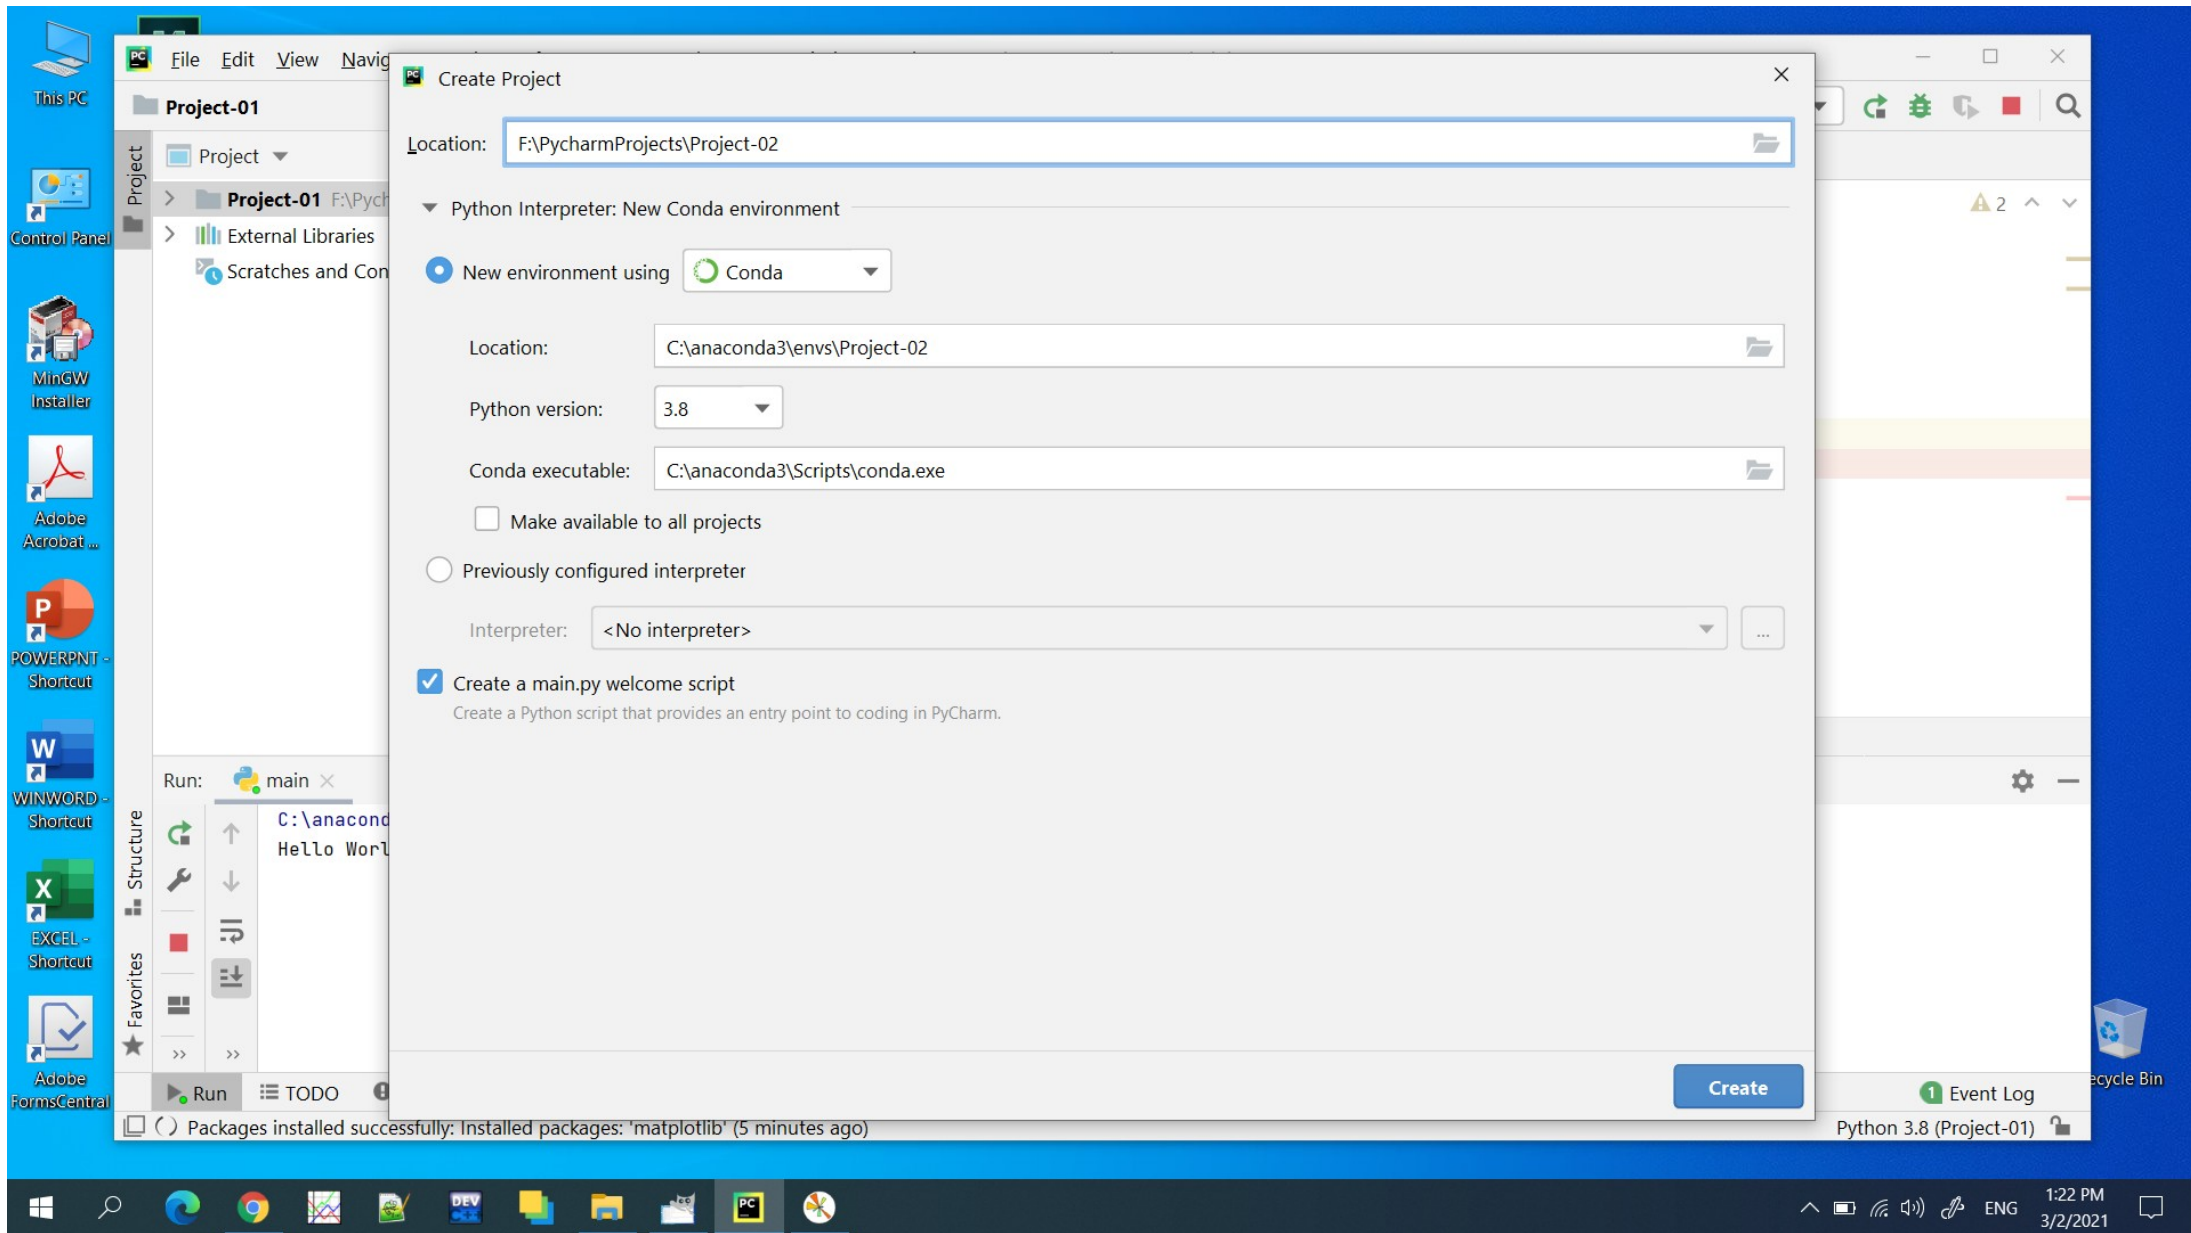 This PC
Control Panel
MinGW
Installer
Adobe
Acrobat ...
POWERPNT -
Shortcut
WINWORD -
Shortcut
EXCEL -
Shortcut
Adobe
FormsCentral
File Edit View Navig
Project-01
Project
Project
Project-01 F:\Pych
External Libraries
Scratches and Con
Create Project
Location: F:\PycharmProjects\Project-02
Python Interpreter: New Conda environment
New environment using Conda
Location: C:\anaconda3\envs\Project-02
Python version: 3.8
Conda executable: C:\anaconda3\Scripts\conda.exe
Make available to all projects
Previously configured interpreter
Interpreter: <No interpreter> ...
Create a main.py welcome script
Create a Python script that provides an entry point to coding in PyCharm.
Create
2
Run: main
C:\anacond
Hello Worl
Structure
Favorites
Run TODO
1 Event Log
Packages installed successfully: Installed packages: 'matplotlib' (5 minutes ago)
Python 3.8 (Project-01)
ecycle Bin
DEV
C++
PC
ENG
1:22 PM
3/2/2021